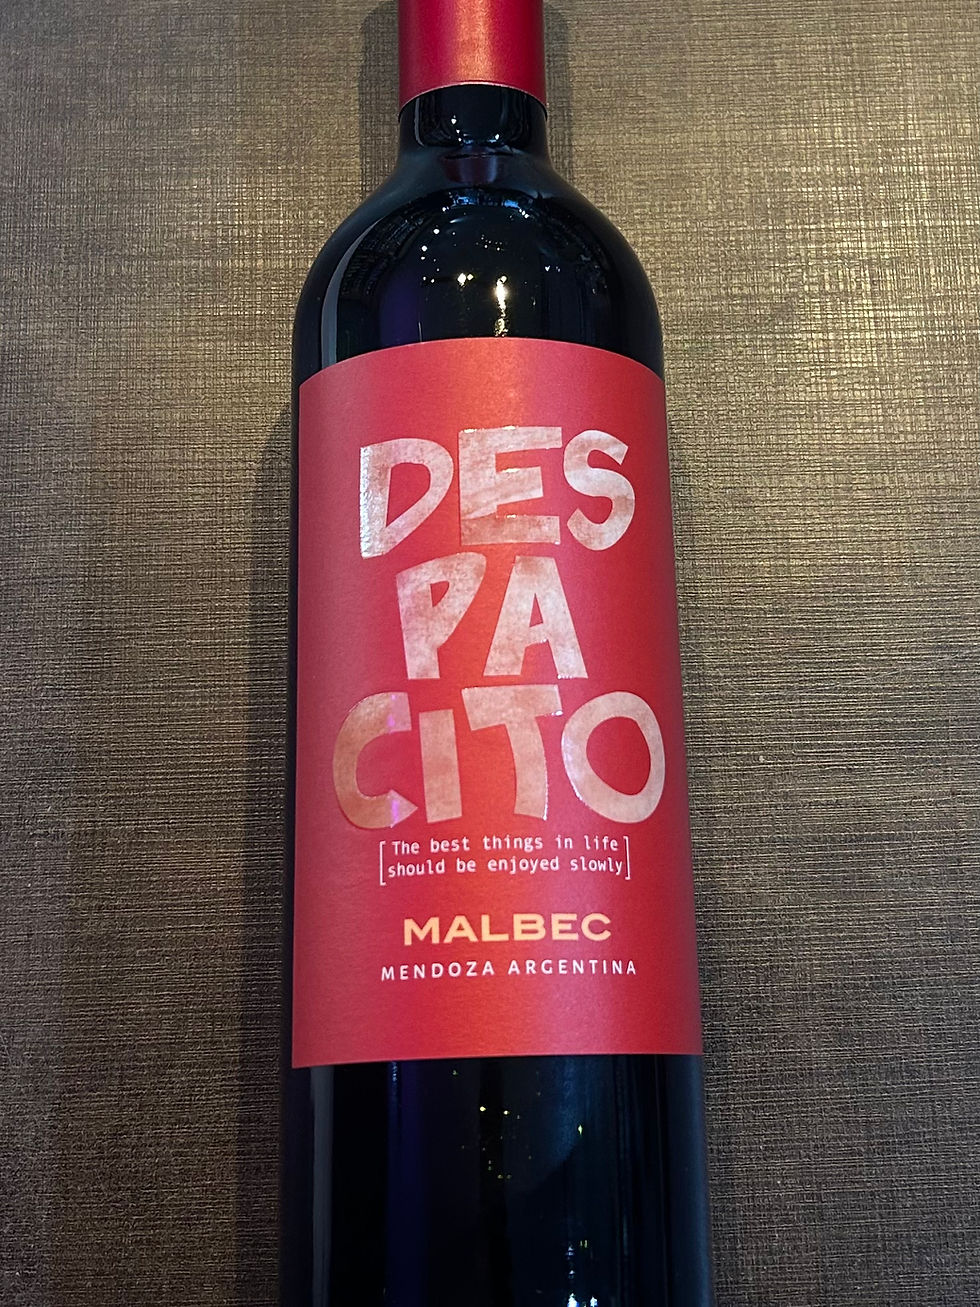 DES
PA
CITO
[The best things in life
should be enjoyed slowly]
MALBEC
MENDOZA ARGENTINA